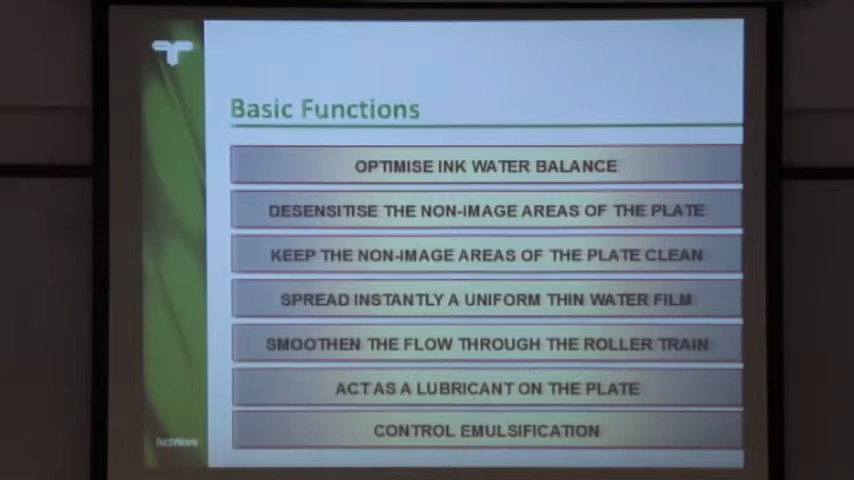 Basic Functions
OPTIMISE INK WATER BALANCE
DESENSITISE THE NON-IMAGE AREAS OF THE PLATE
KEEP THE NON-IMAGE AREAS OF THE PLATE CLEAN
SPREAD INSTANTLY A UNIFORM THIN WATER FILM
SMOOTHEN THE FLOW THROUGH THE ROLLER TRAIN
ACT AS A LUBRICANT ON THE PLATE
CONTROL EMULSIFICATION